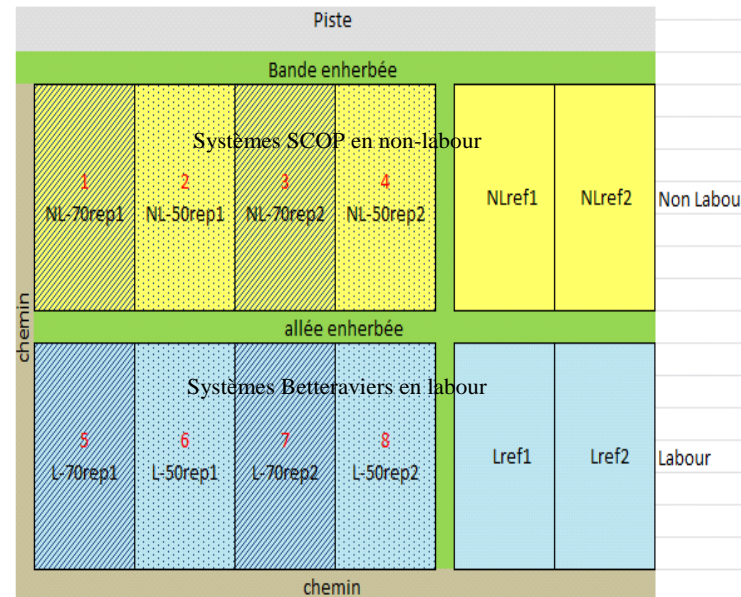 Piste
Bande enherbée
Systèmes SCOP en non-labour
1
NL-70rep1
2
NL-50rep1
3
NL-70rep2
4
NL-50rep2
NLref1
NLref2
Non Labou
chemin
allée enherbée
Systèmes Betteraviers en labour
5
L-70rep1
6
L-50rep1
7
L-70rep2
8
L-50rep2
Lref1
Lref2
Labour
chemin